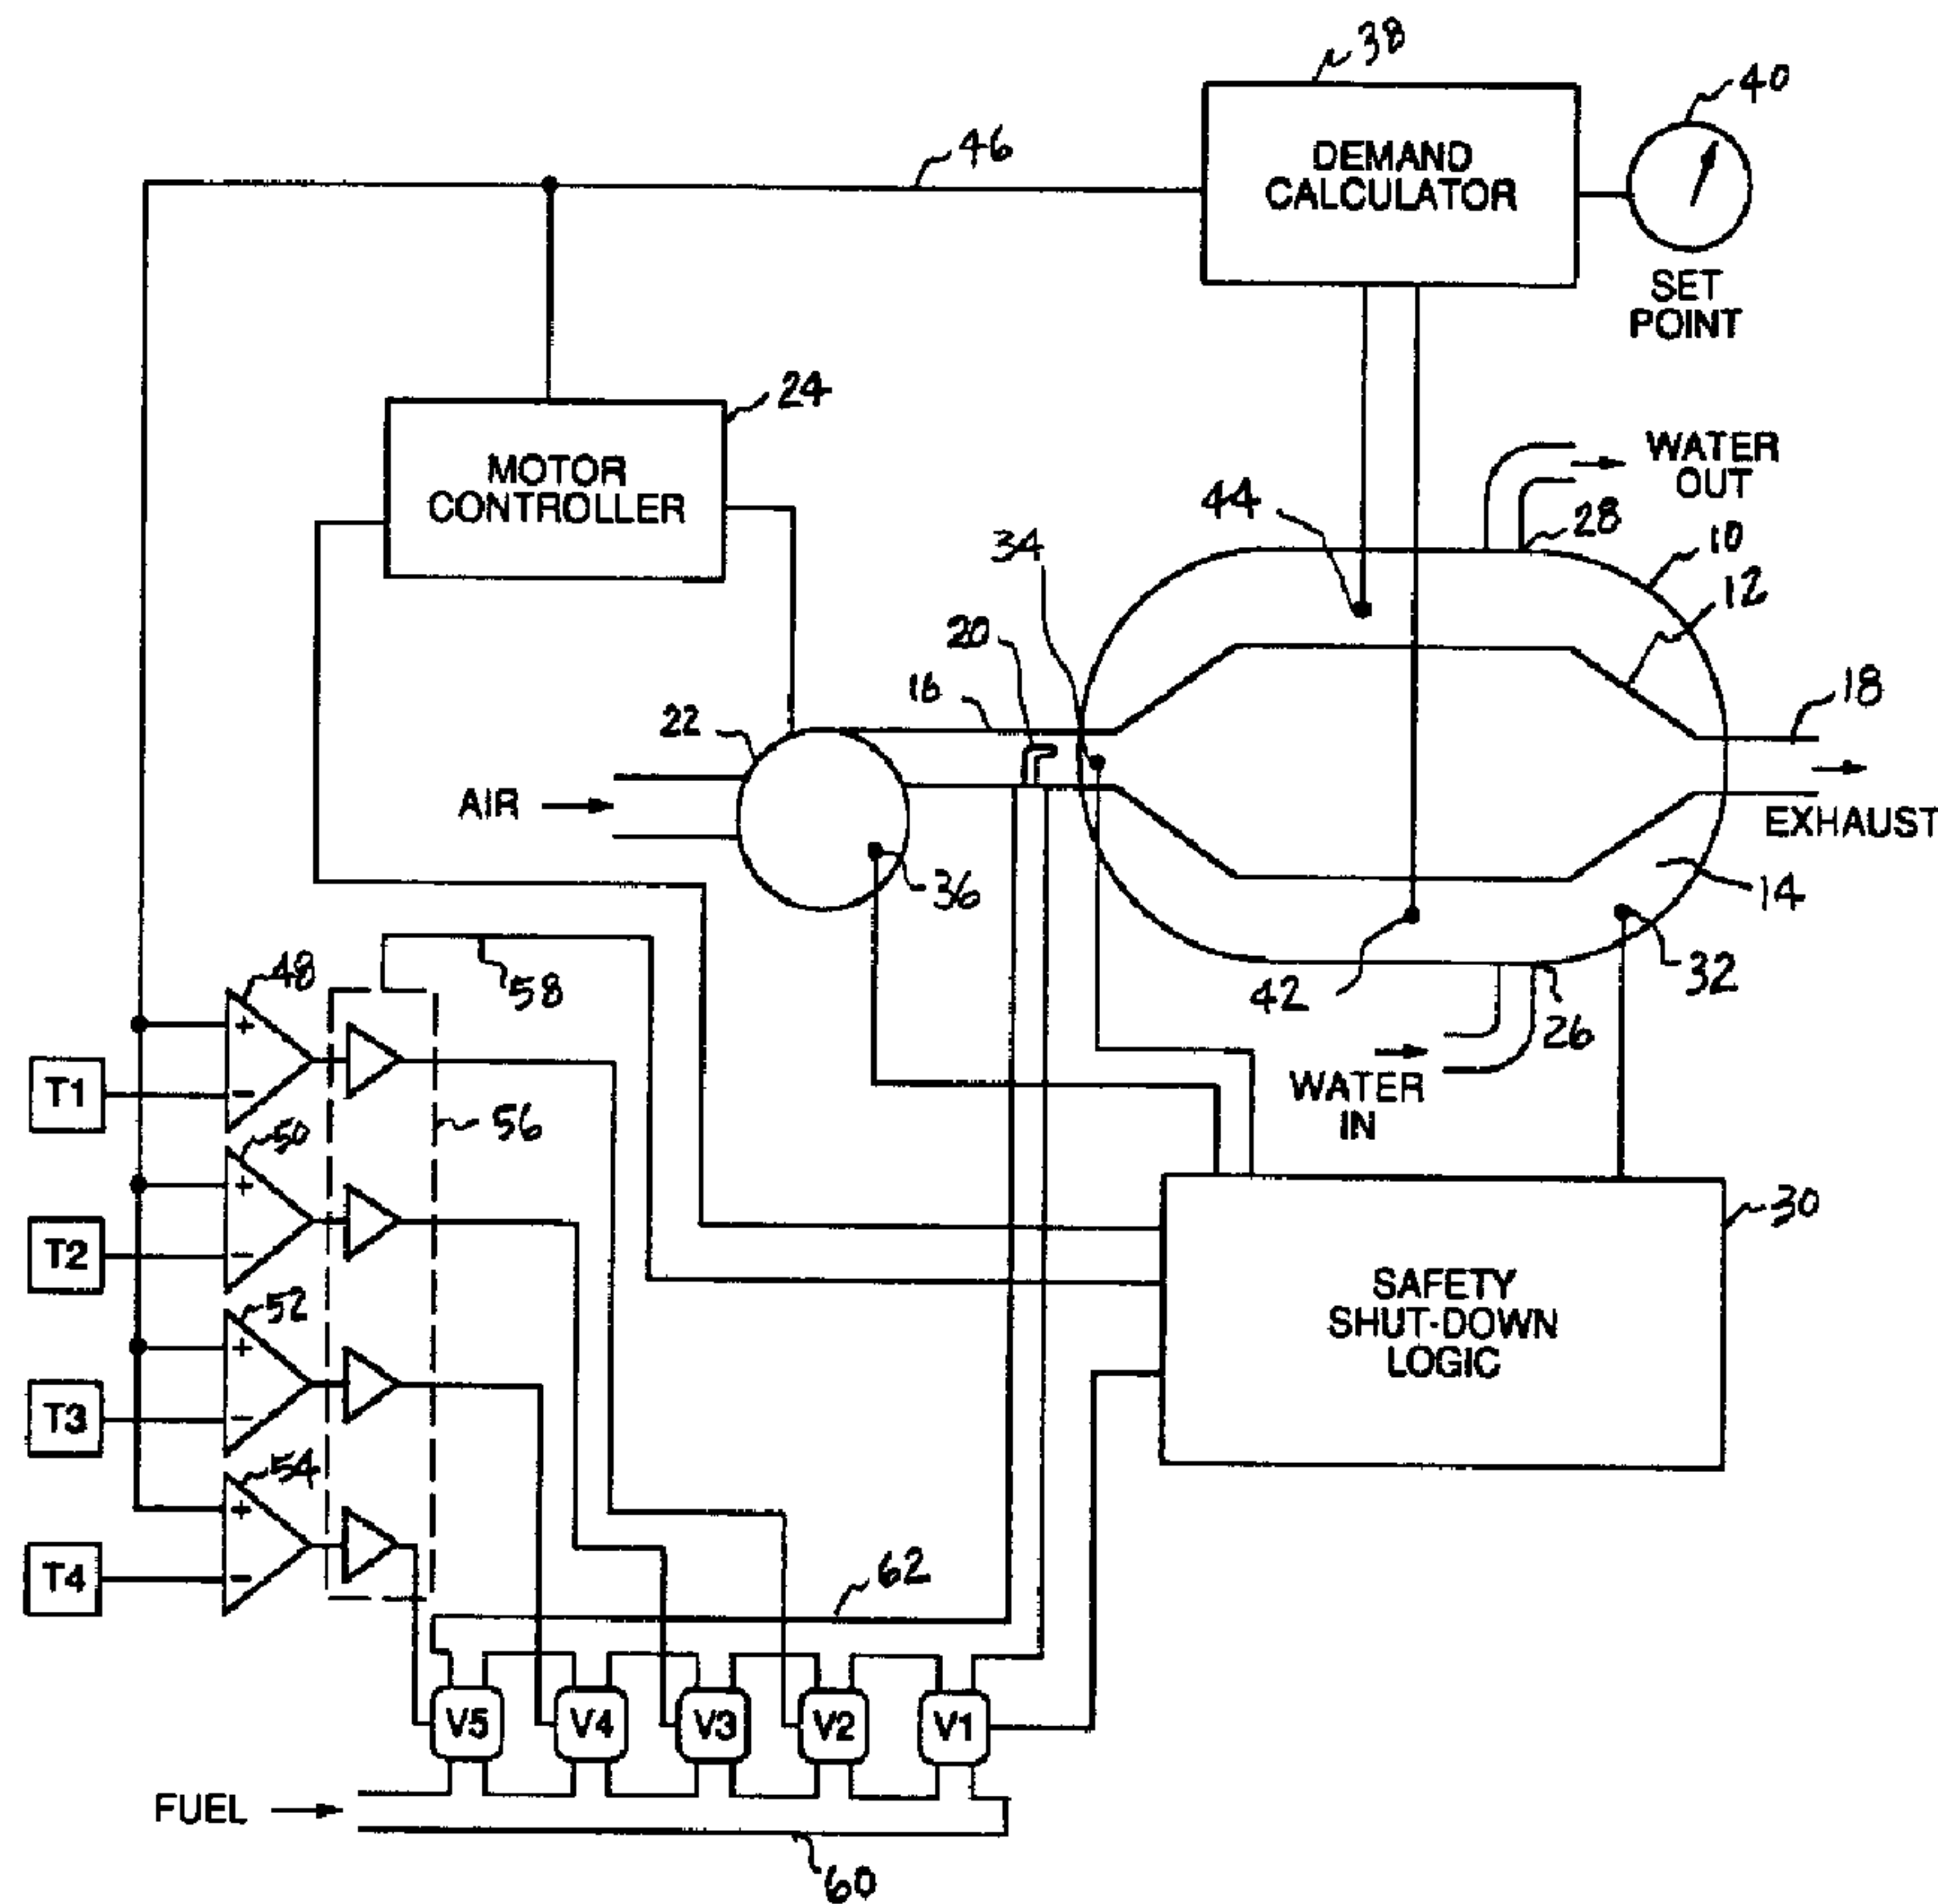 38
40
46
DEMAND
CALCULATOR
SET
POINT
24
MOTOR
CONTROLLER
WATER
OUT
44
28
34
10
12
20
16
18
22
AIR
EXHAUST
36
14
48
58
42
32
26
+
T1
−
56
WATER
IN
50
+
30
T2
−
SAFETY
SHUT-DOWN
LOGIC
52
+
T3
−
54
+
T4
−
62
V5
V4
V3
V2
V1
FUEL
60